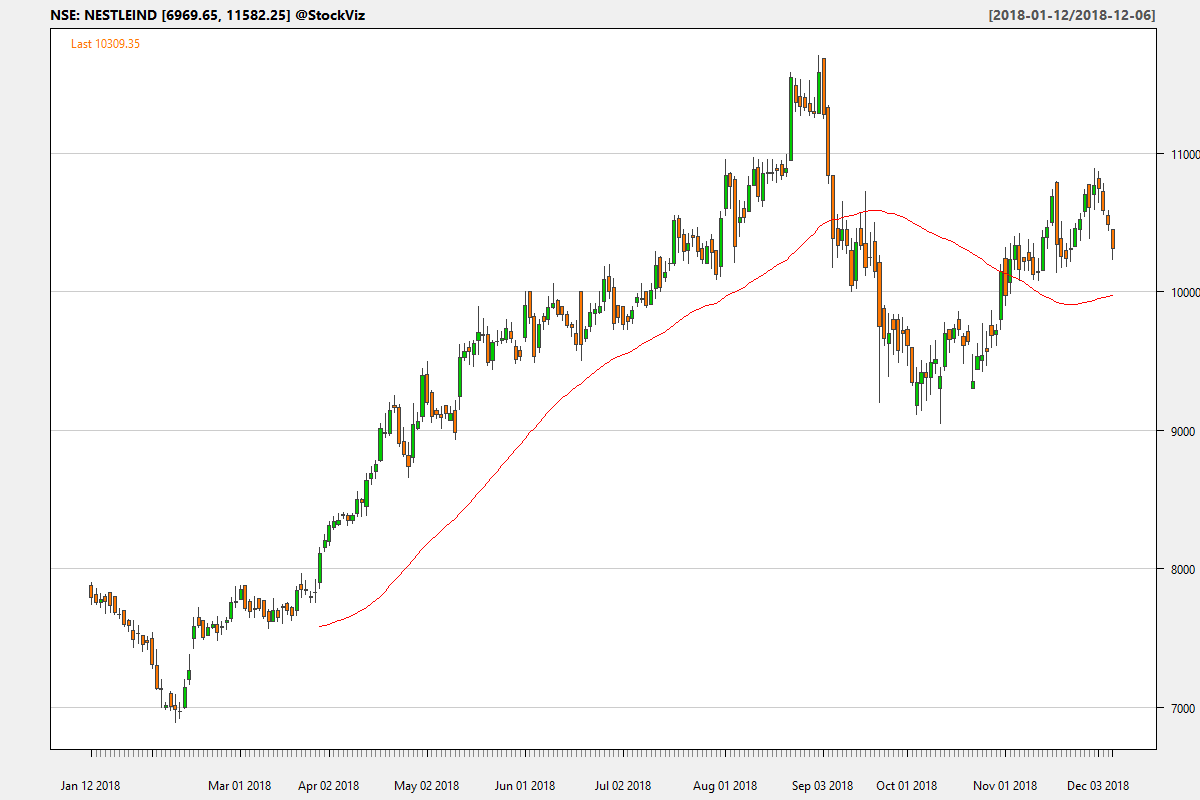 NSE: NESTLEIND [6969.65, 11582.25] @StockViz
[2018-01-12/2018-12-06]
Last 10309.35
11000
10000
9000
8000
7000
Jan 12 2018 Mar 01 2018 Apr 02 2018 May 02 2018 Jun 01 2018 Jul 02 2018 Aug 01 2018 Sep 03 2018 Oct 01 2018 Nov 01 2018 Dec 03 2018